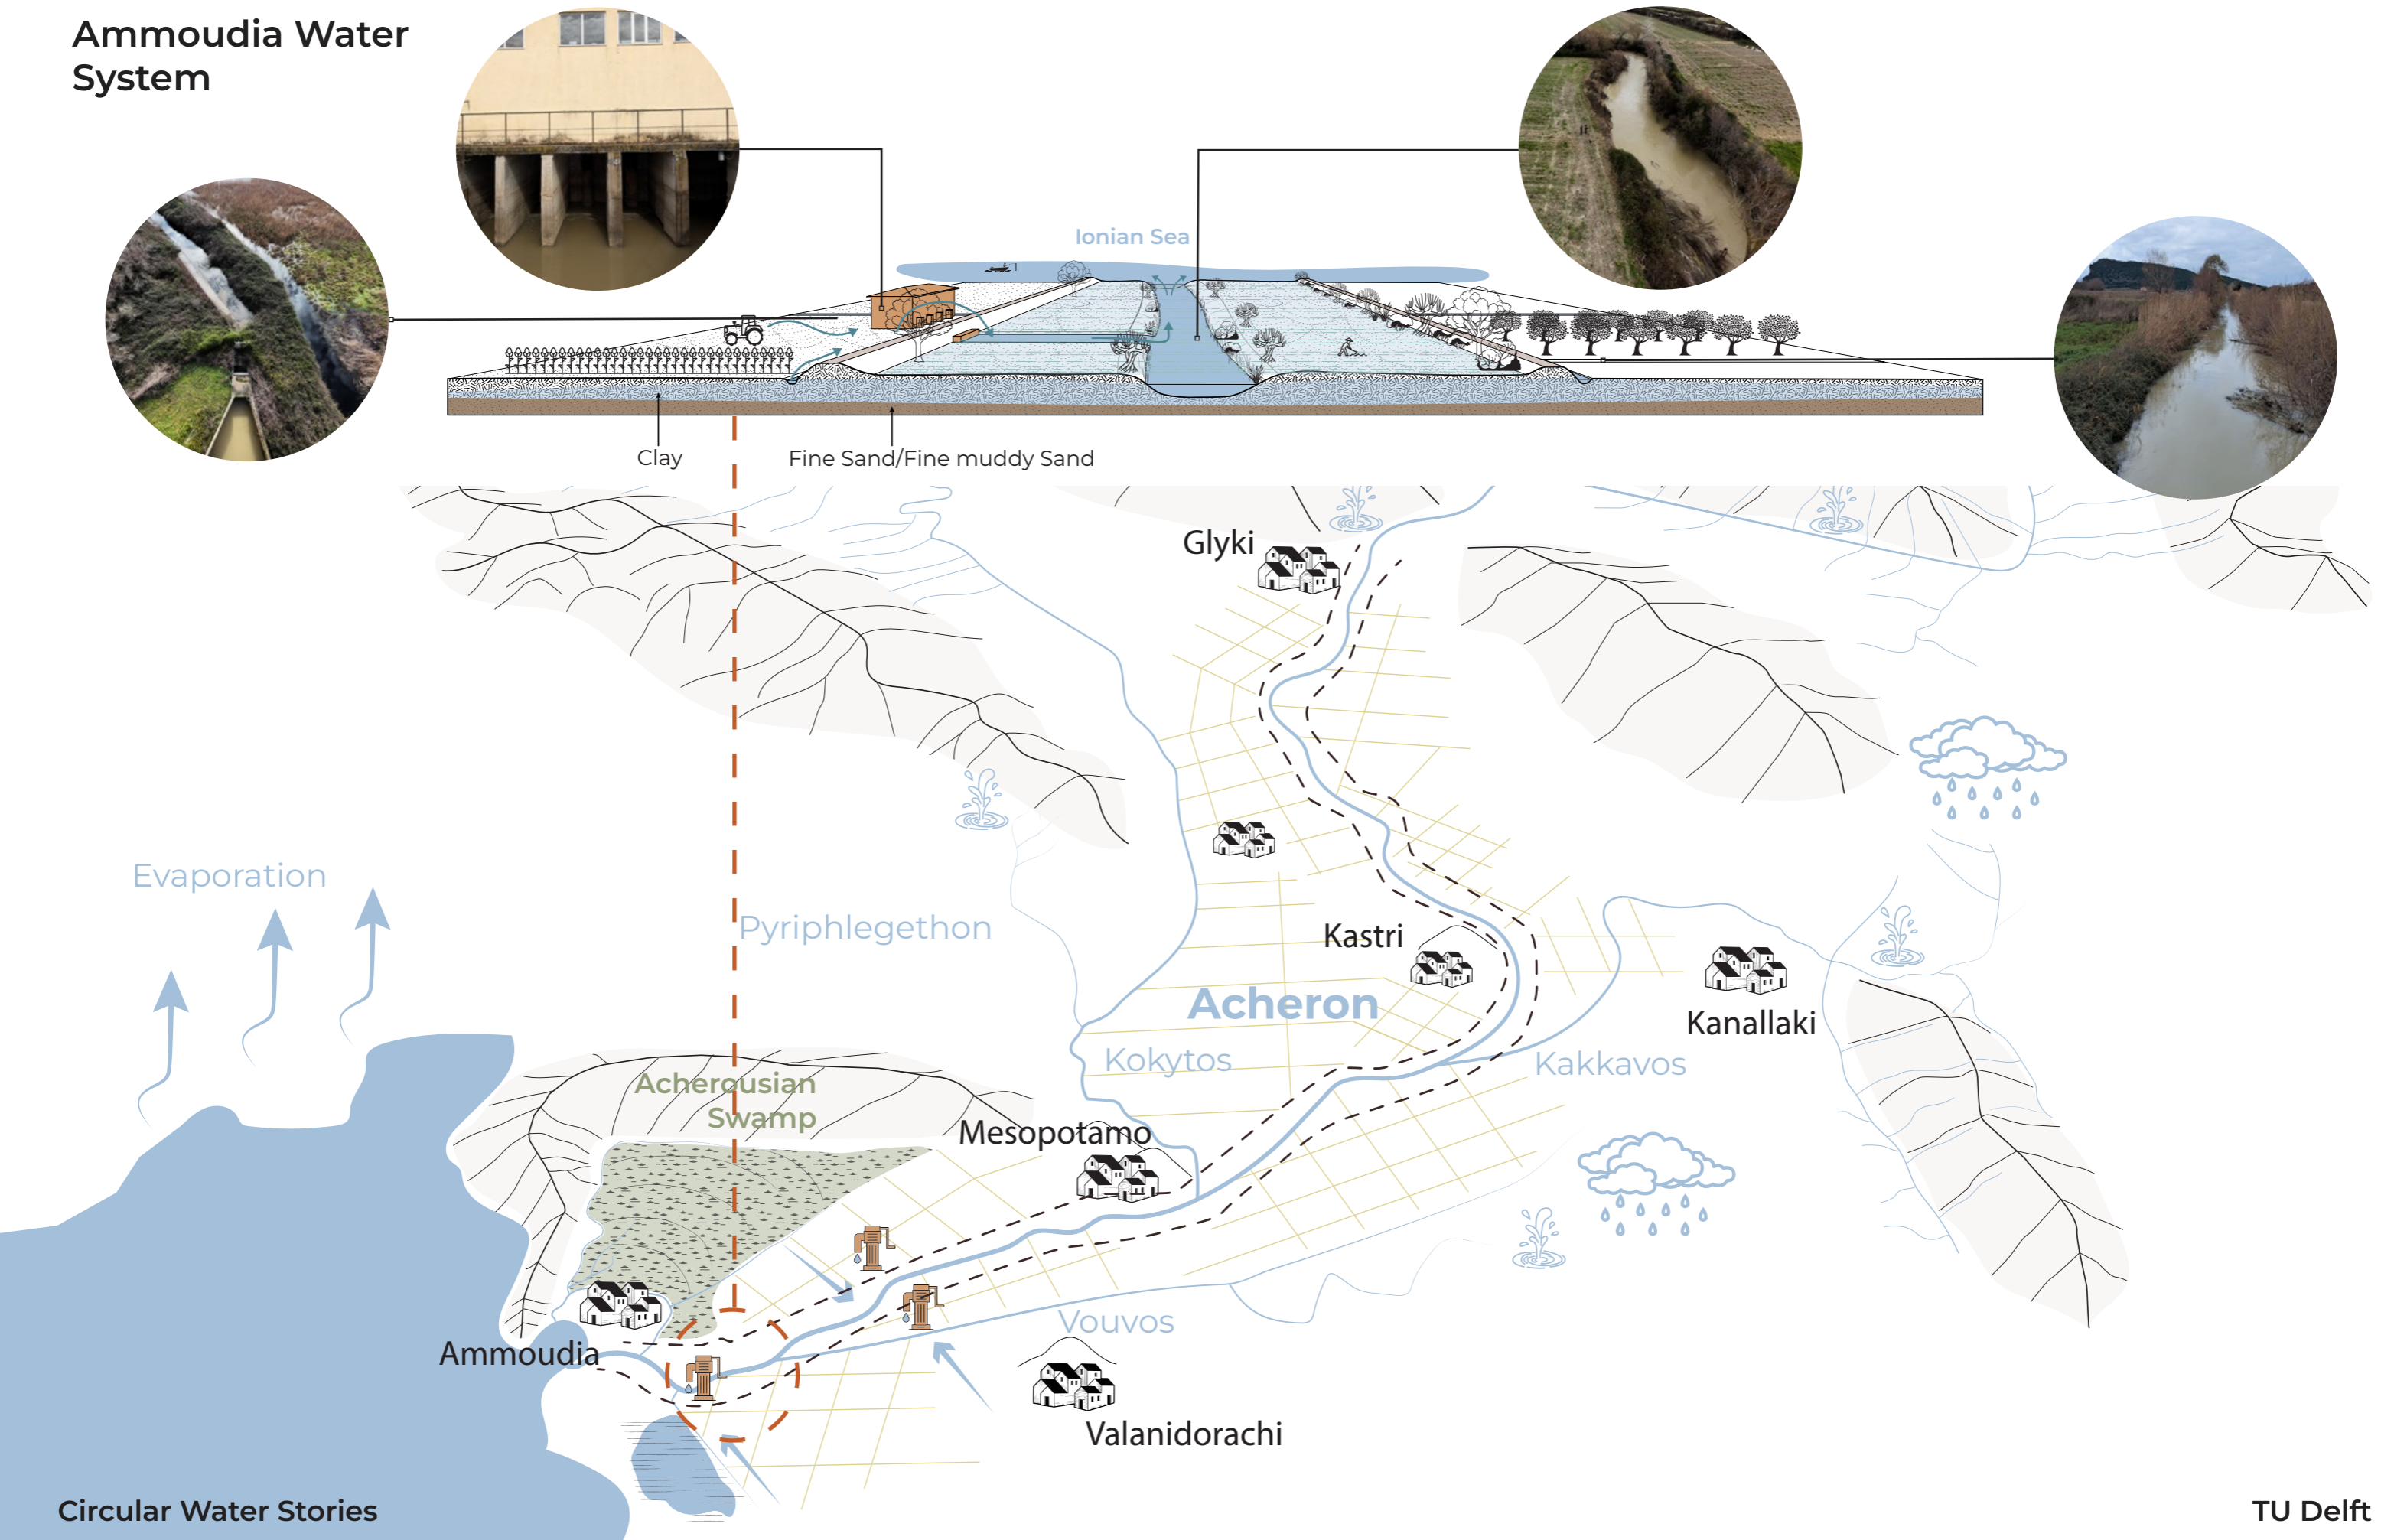 Ammoudia Water
System
Ionian Sea
Clay
Fine Sand/Fine muddy Sand
Glyki
Evaporation
Pyriphlegethon
Kastri
Acheron
Kanallaki
Kokytos
Kakkavos
Acherousian
Swamp
Mesopotamo
Vouvos
Ammoudia
Valanidorachi
Circular Water Stories
TU Delft